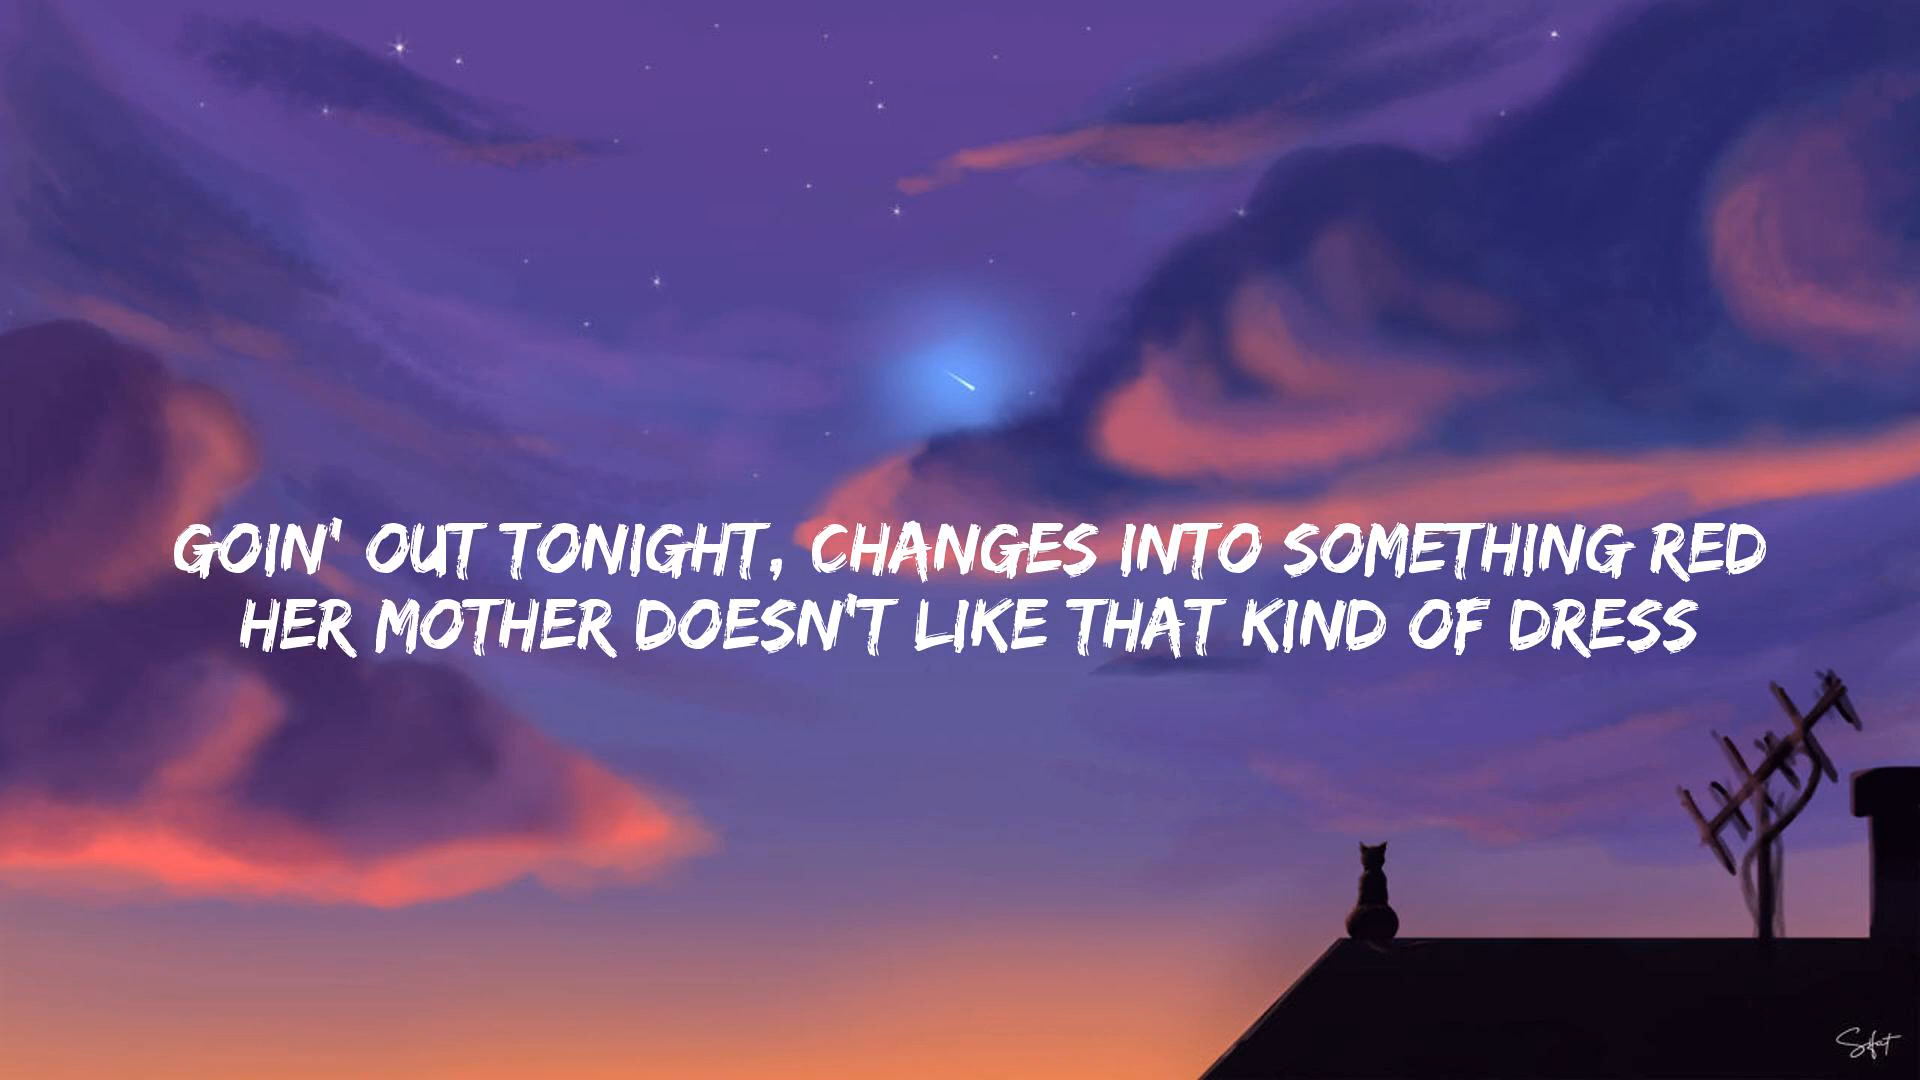 GOIN' OUT TONIGHT, CHANGES INTO SOMETHING RED
HER MOTHER DOESN'T LIKE THAT KIND OF DRESS